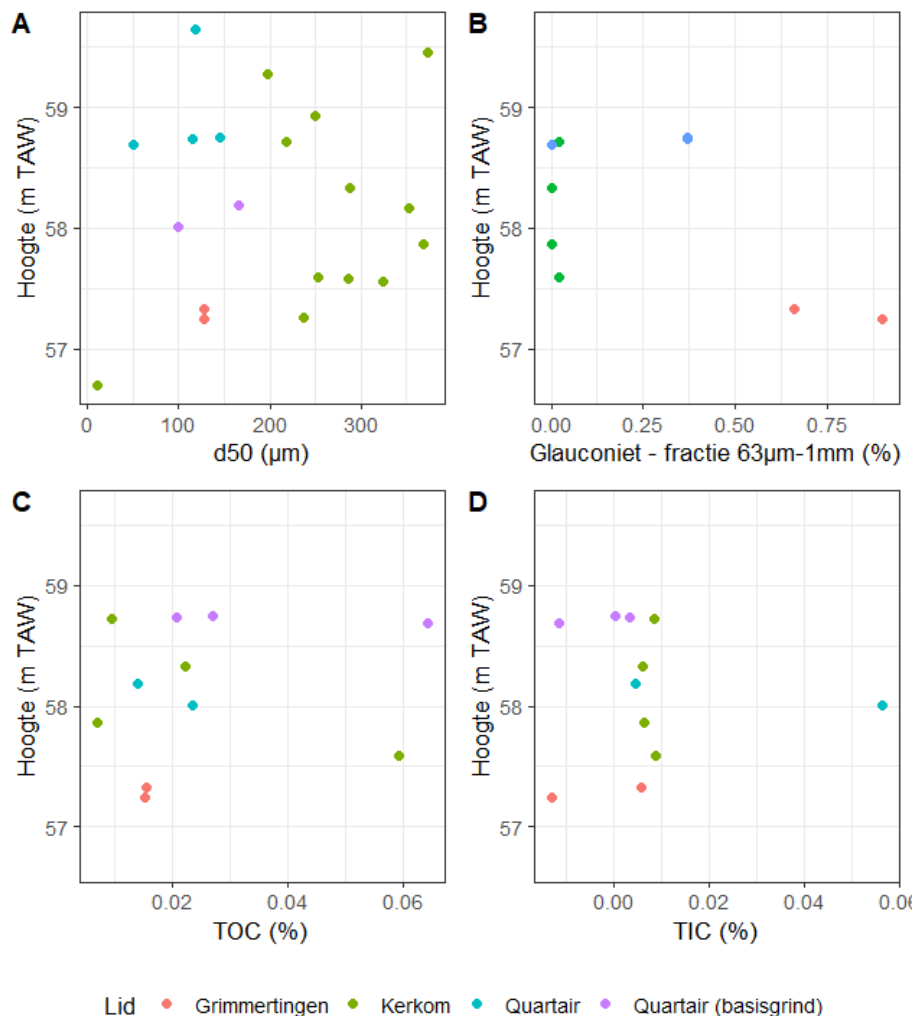 A
B
Hoogte (m TAW)
59
58
57
0
100
200
300
d50 (µm)
Hoogte (m TAW)
59
58
57
0.00
0.25
0.50
0.75
Glauconiet - fractie 63µm-1mm (%)
C
D
Hoogte (m TAW)
59
58
57
0.02
0.04
0.06
TOC (%)
Hoogte (m TAW)
59
58
57
0.00
0.02
0.04
0.06
TIC (%)
Lid Grimmertingen Kerkom Quartair Quartair (basisgrind)